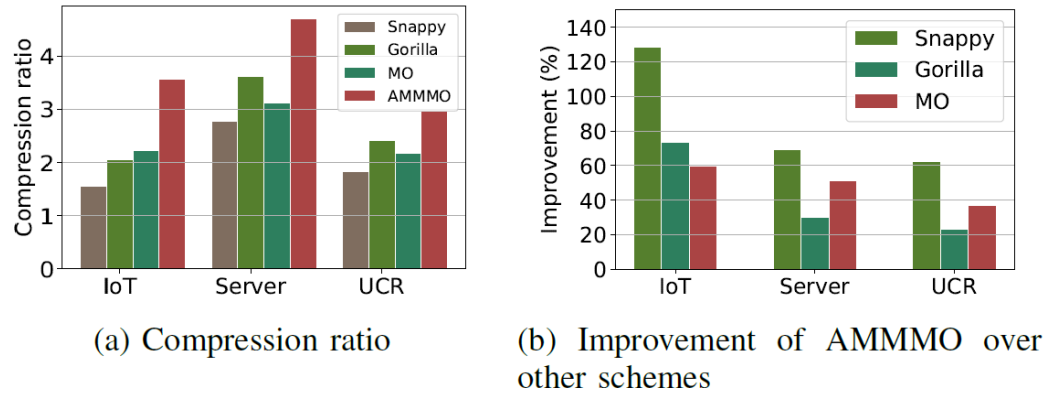 Compression ratio
4
3
2
1
0
Snappy
Gorilla
MO
AMMMO
IoT Server UCR
(a) Compression ratio
Improvement (%)
140
120
100
80
60
40
20
0
Snappy
Gorilla
MO
IoT Server UCR
(b) Improvement of AMMMO over
other schemes